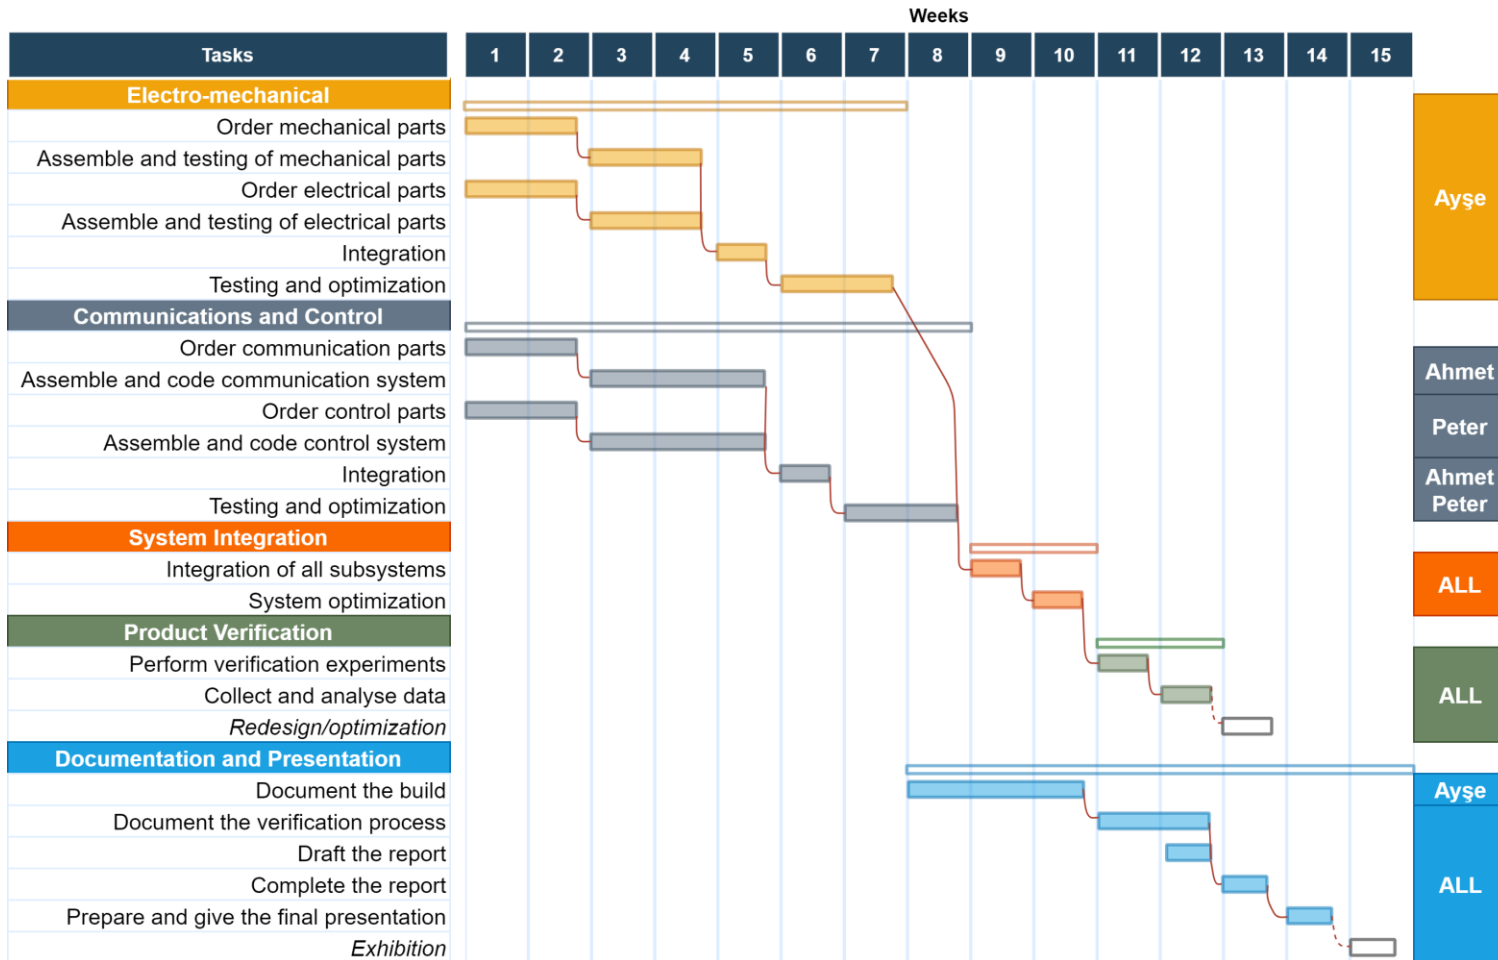 Weeks
Tasks 1 2 3 4 5 6 7 8 9 10 11 12 13 14 15
Electro-mechanical
Order mechanical parts
Assemble and testing of mechanical parts
Order electrical parts
Ayşe
Assemble and testing of electrical parts
Integration
Testing and optimization
Communications and Control
Order communication parts
Assemble and code communication system
Ahmet
Order control parts
Peter
Assemble and code control system
Integration
Ahmet
Peter
Testing and optimization
System Integration
Integration of all subsystems
ALL
System optimization
Product Verification
Perform verification experiments
Collect and analyse data
ALL
Redesign/optimization
Documentation and Presentation
Document the build
Ayşe
Document the verification process
Draft the report
Complete the report
ALL
Prepare and give the final presentation
Exhibition